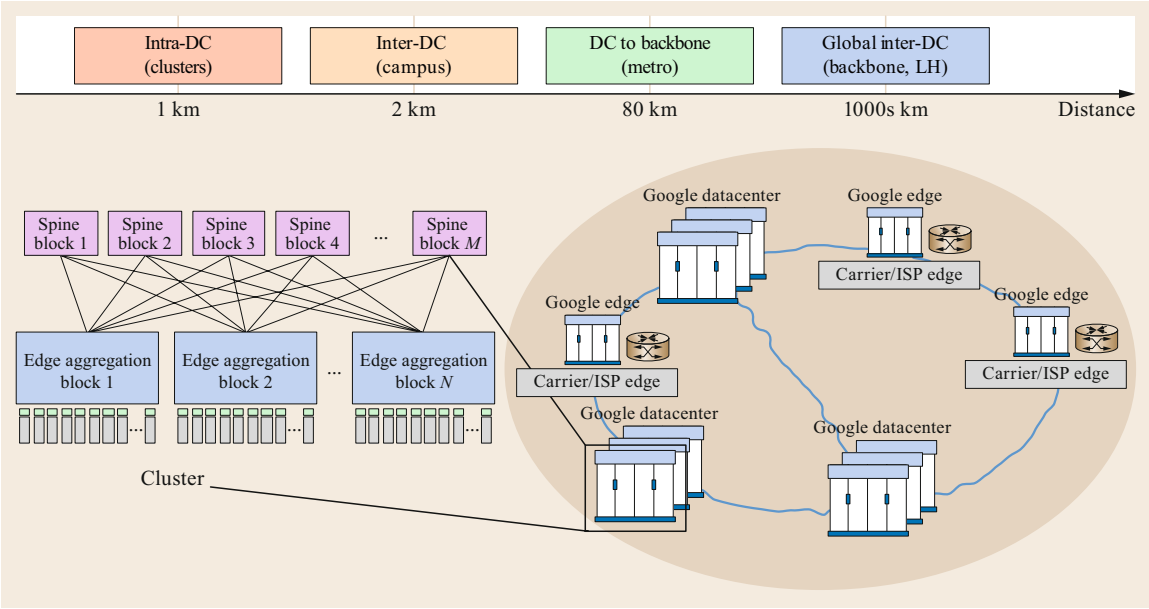 Intra-DC
(clusters)
Inter-DC
(campus)
DC to backbone
(metro)
Global inter-DC
(backbone, LH)
1 km
2 km
80 km
1000s km
Distance
Spine
block 1
Spine
block 2
Spine
block 3
Spine
block 4
...
Spine
block M
Edge aggregation
block 1
Edge aggregation
block 2
...
Edge aggregation
block N
...
...
...
Cluster
Google datacenter
Google edge
Carrier/ISP edge
Google edge
Carrier/ISP edge
Google edge
Carrier/ISP edge
Google datacenter
Google datacenter